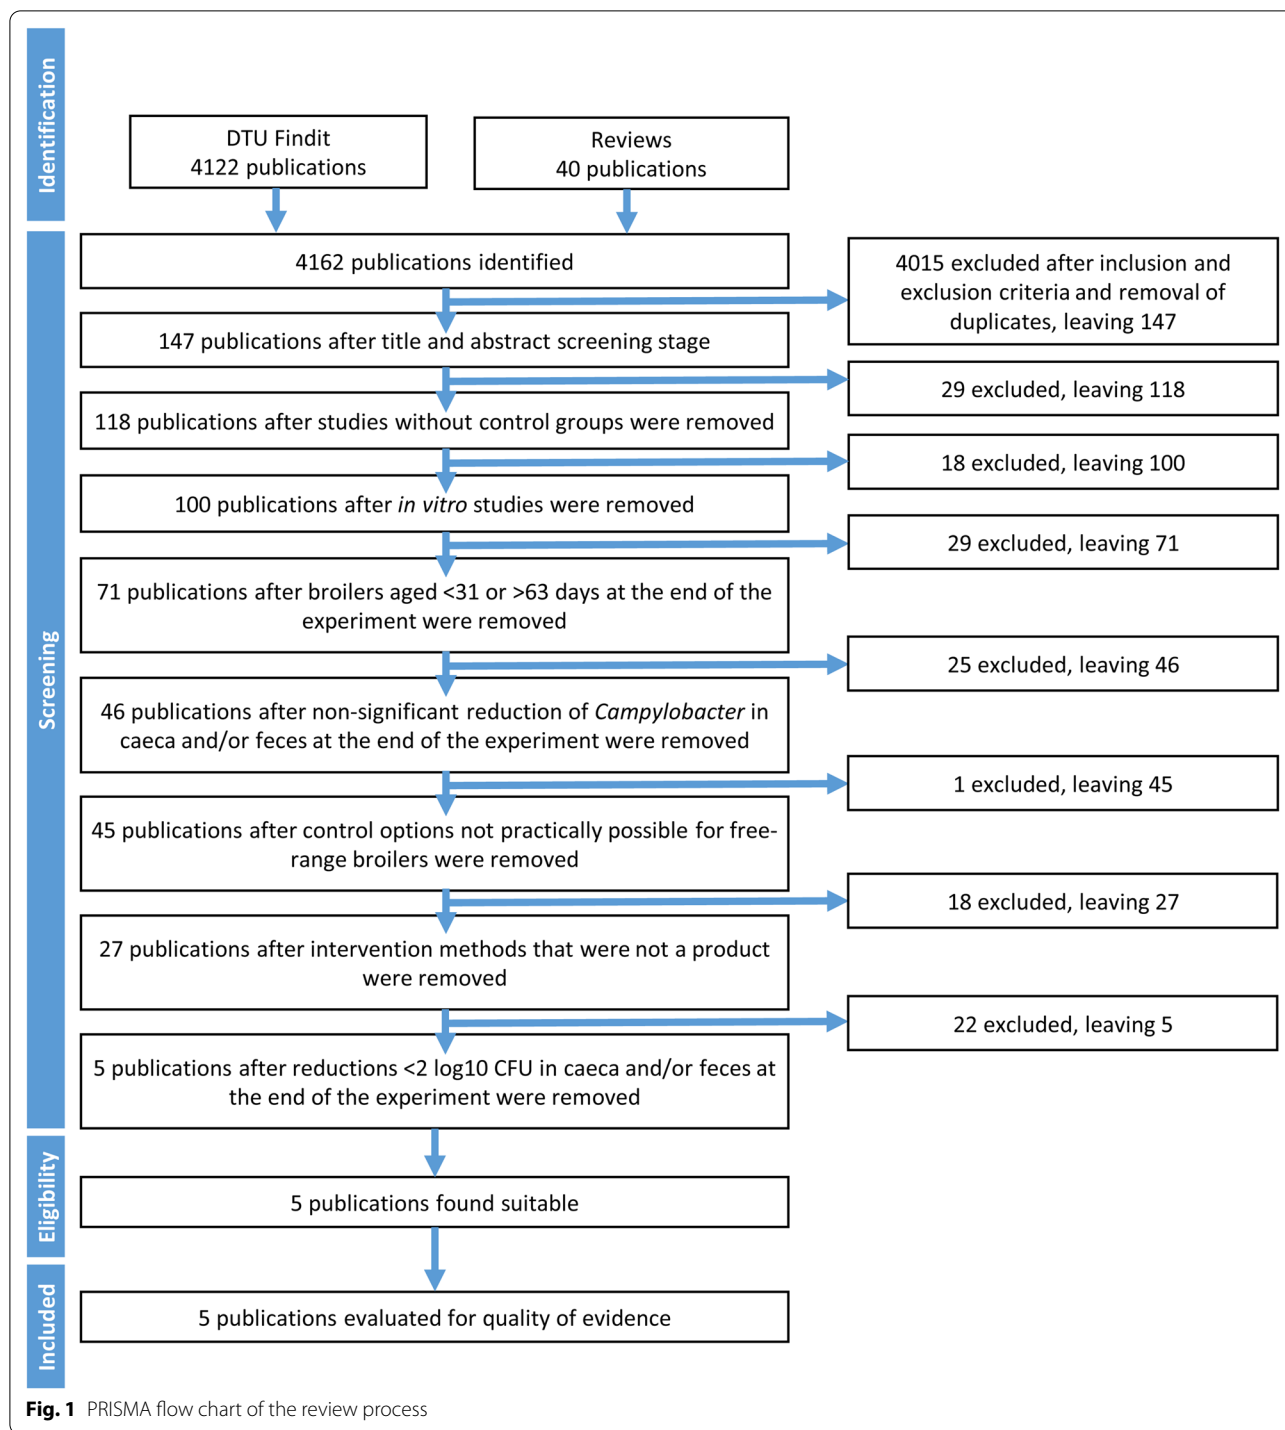 Identification
DTU Findit
4122 publications
Reviews
40 publications
Screening
4162 publications identified
4015 excluded after inclusion and
exclusion criteria and removal of
duplicates, leaving 147
147 publications after title and abstract screening stage
29 excluded, leaving 118
118 publications after studies without control groups were removed
18 excluded, leaving 100
100 publications after in vitro studies were removed
29 excluded, leaving 71
71 publications after broilers aged <31 or >63 days at the end of the
experiment were removed
25 excluded, leaving 46
46 publications after non-significant reduction of Campylobacter in
caeca and/or feces at the end of the experiment were removed
1 excluded, leaving 45
45 publications after control options not practically possible for free-
range broilers were removed
18 excluded, leaving 27
27 publications after intervention methods that were not a product
were removed
22 excluded, leaving 5
5 publications after reductions <2 log10 CFU in caeca and/or feces at
the end of the experiment were removed
Eligibility
5 publications found suitable
Included
5 publications evaluated for quality of evidence
Fig. 1 PRISMA flow chart of the review process